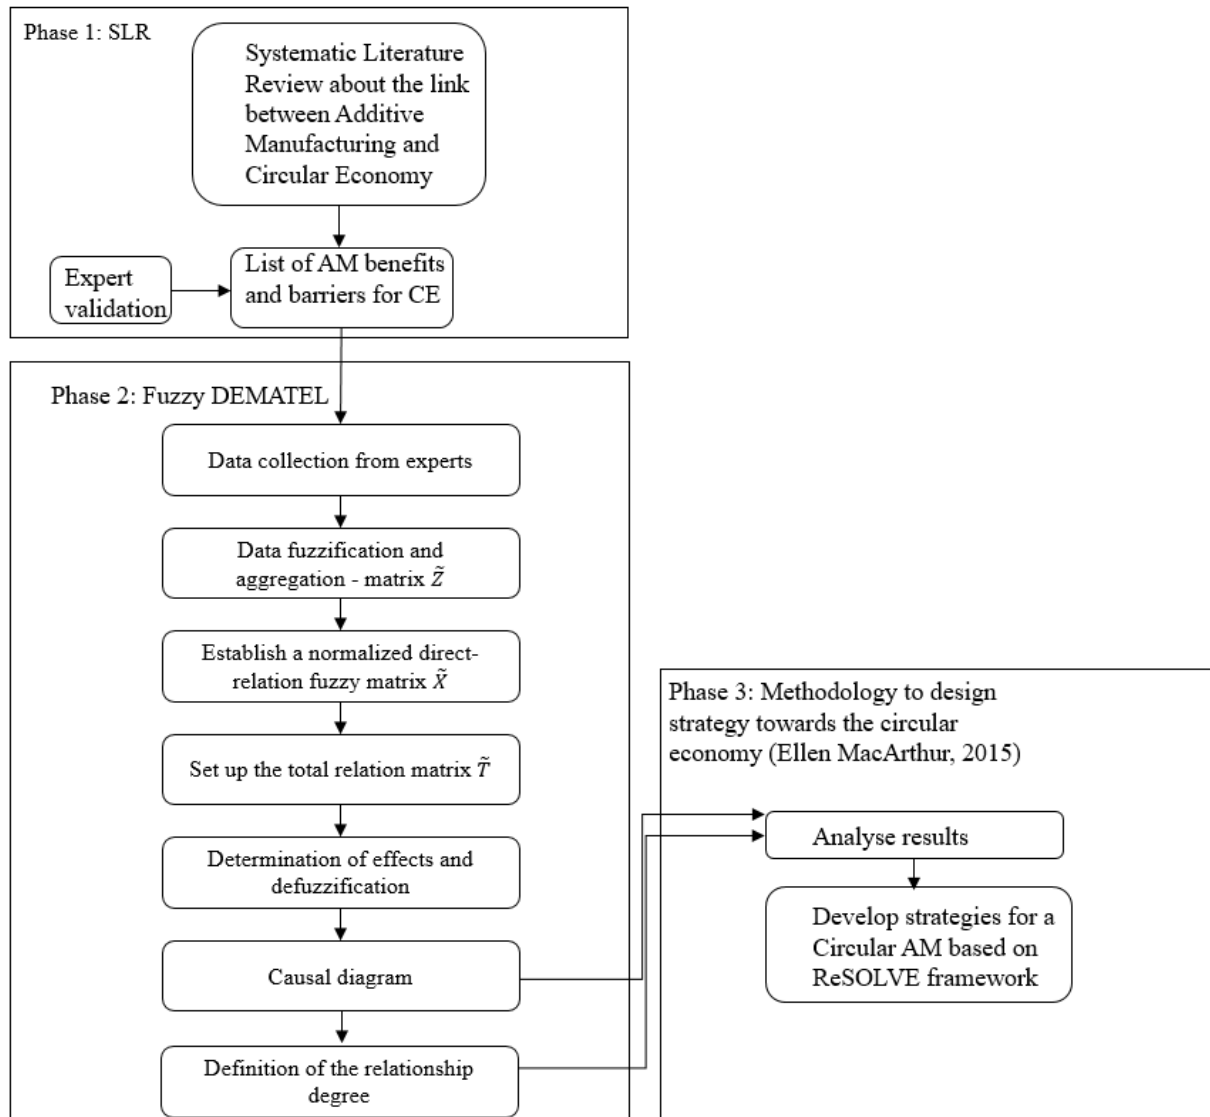 Phase 1: SLR
Systematic Literature
Review about the link
between Additive
Manufacturing and
Circular Economy
Expert
validation
List of AM benefits
and barriers for CE
Phase 2: Fuzzy DEMATEL
Data collection from experts
Data fuzzification and
aggregation - matrix Z̃
Establish a normalized direct-
relation fuzzy matrix X̃
Set up the total relation matrix T̃
Determination of effects and
defuzzification
Causal diagram
Definition of the relationship
degree
Phase 3: Methodology to design
strategy towards the circular
economy (Ellen MacArthur, 2015)
Analyse results
Develop strategies for a
Circular AM based on
ReSOLVE framework